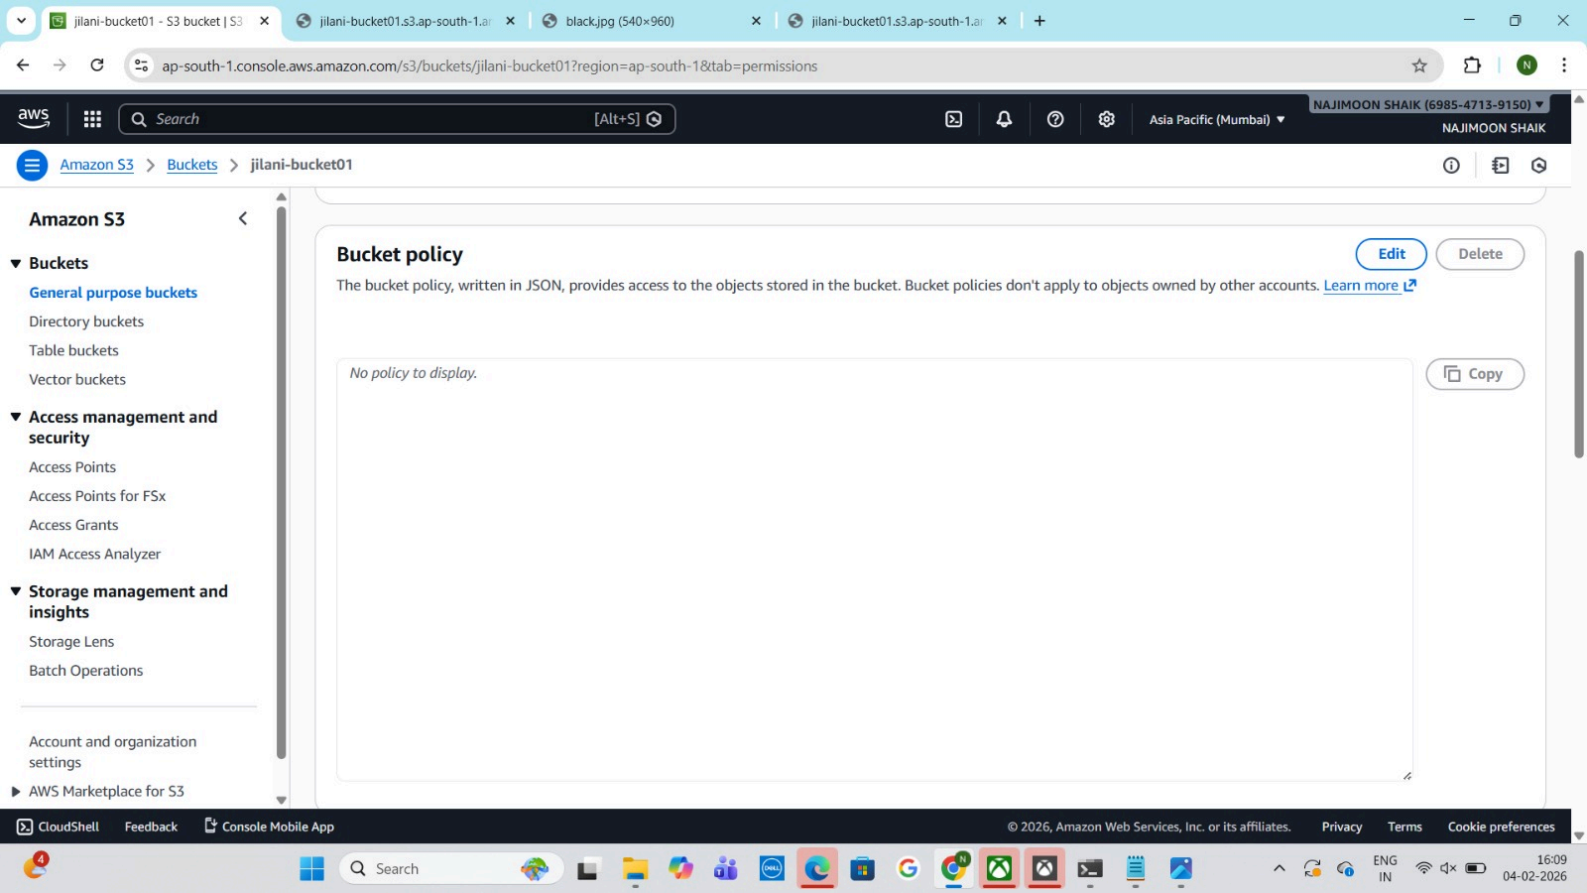 jilani-bucket01 - S3 bucket | S3
jilani-bucket01.s3.ap-south-1.ar
black.jpg (540×960)
jilani-bucket01.s3.ap-south-1.ar
ap-south-1.console.aws.amazon.com/s3/buckets/jilani-bucket01?region=ap-south-1&tab=permissions
N
aws
Search
[Alt+S]
Asia Pacific (Mumbai)
NAJIMOON SHAIK (6985-4713-9150)
NAJIMOON SHAIK
Amazon S3
Buckets
jilani-bucket01
Amazon S3
Buckets
General purpose buckets
Directory buckets
Table buckets
Vector buckets
Access management and
security
Access Points
Access Points for FSx
Access Grants
IAM Access Analyzer
Storage management and
insights
Storage Lens
Batch Operations
Account and organization
settings
AWS Marketplace for S3
Bucket policy
Edit
Delete
The bucket policy, written in JSON, provides access to the objects stored in the bucket. Bucket policies don't apply to objects owned by other accounts. Learn more
No policy to display.
Copy
CloudShell
Feedback
Console Mobile App
© 2026, Amazon Web Services, Inc. or its affiliates.
Privacy
Terms
Cookie preferences
4
Search
DELL
N
ENG
IN
16:09
04-02-2026